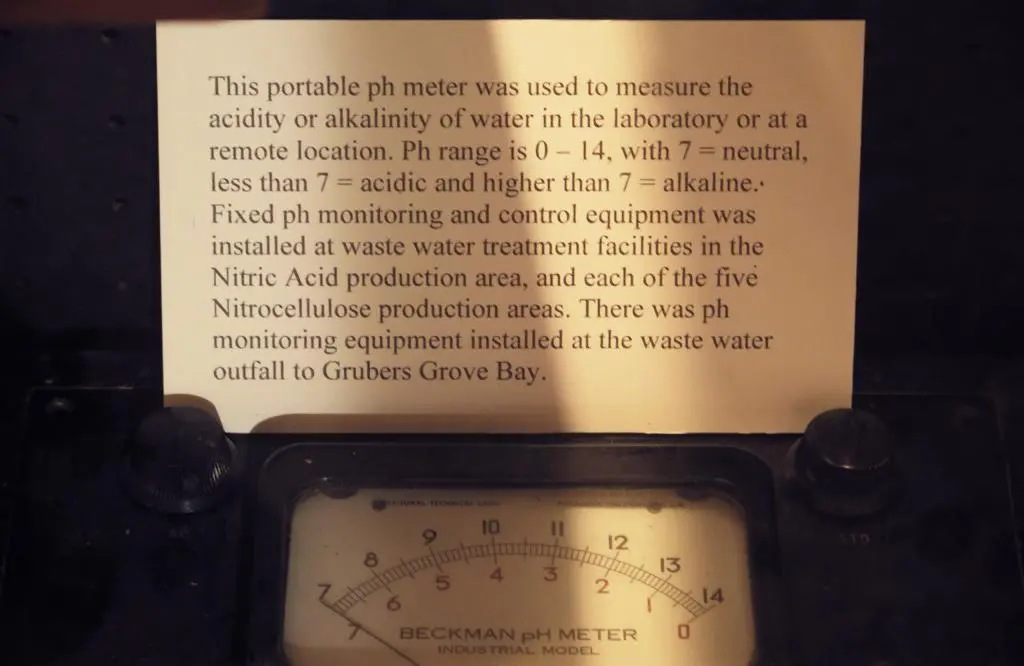 This portable ph meter was used to measure the
acidity or alkalinity of water in the laboratory or at a
remote location. Ph range is 0 – 14, with 7 = neutral,
less than 7 = acidic and higher than 7 = alkaline.
Fixed ph monitoring and control equipment was
installed at waste water treatment facilities in the
Nitric Acid production area, and each of the five
Nitrocellulose production areas. There was ph
monitoring equipment installed at the waste water
outfall to Grubers Grove Bay.
7 8 9 10 11 12 13 14
7 6 5 4 3 2 1 0
BECKMAN pH METER
INDUSTRIAL MODEL
STD